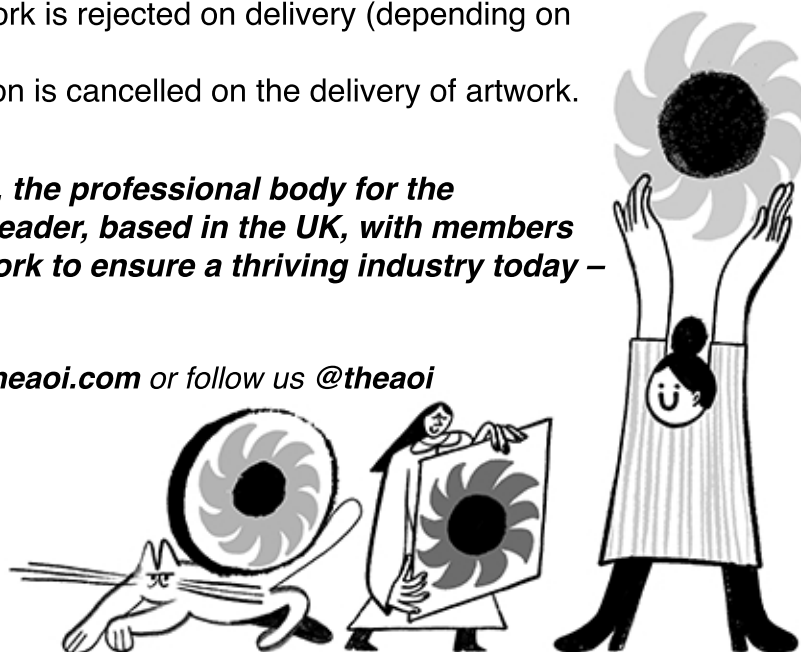 ork is rejected on delivery (depending on
on is cancelled on the delivery of artwork.
, the professional body for the
eader, based in the UK, with members
ork to ensure a thriving industry today –
heaoi.com or follow us @theaoi